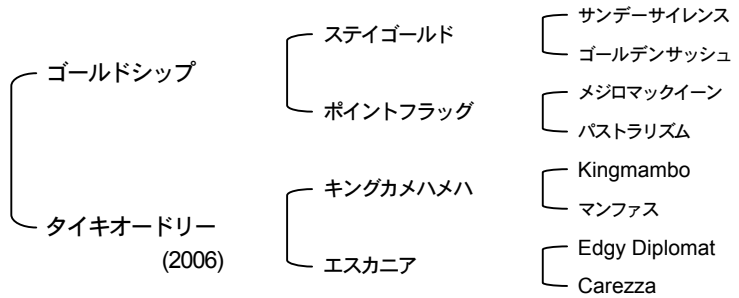 ゴールドシップ
タイキオードリー
(2006)
ステイゴールド
ポイントフラッグ
キングカメハメハ
エスカニア
サンデーサイレンス
ゴールデンサッシュ
メジロマックイーン
パストラリズム
Kingmambo
マンファス
Edgy Diplomat
Carezza